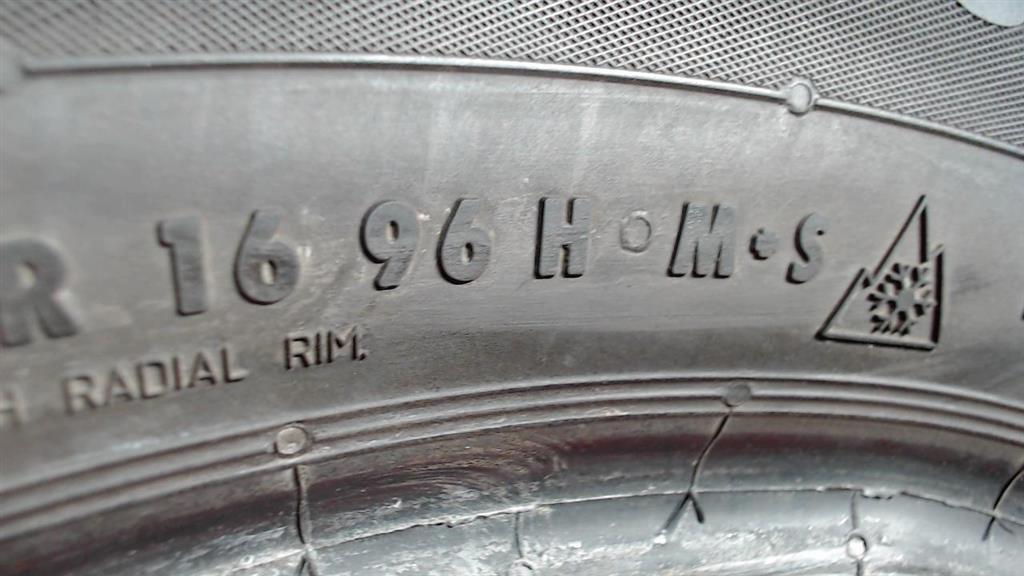 R 16 96 H M+S
RADIAL RIM.